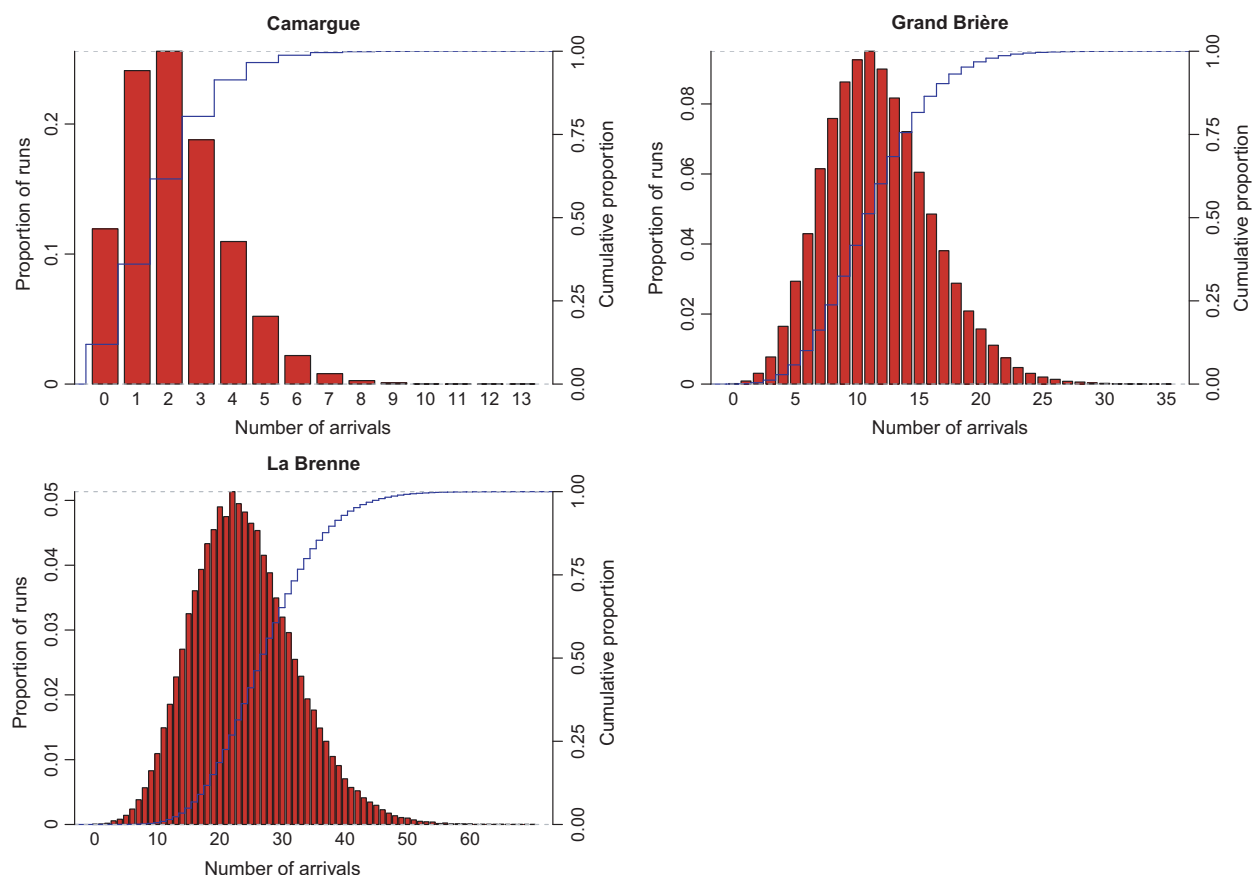 Camargue
Proportion of runs
0 0.1 0.2
0.00 0.25 0.50 0.75 1.00
Cumulative proportion
0 1 2 3 4 5 6 7 8 9 10 11 12 13
Number of arrivals
Grand Brière
Proportion of runs
0 0.02 0.04 0.06 0.08
0.00 0.25 0.50 0.75 1.00
Cumulative proportion
0 5 10 15 20 25 30 35
Number of arrivals
La Brenne
Proportion of runs
0 0.01 0.02 0.03 0.04 0.05
0.00 0.25 0.50 0.75 1.00
Cumulative proportion
0 10 20 30 40 50 60
Number of arrivals